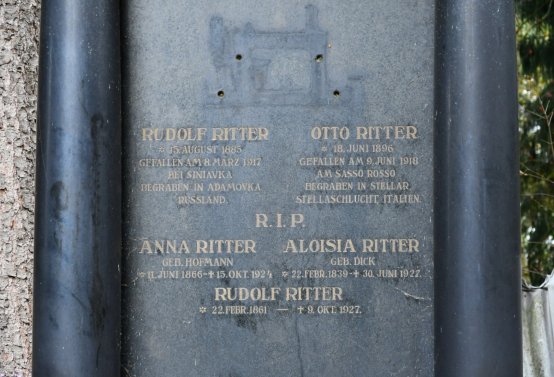 RUDOLF RITTER
* 15. AUGUST 1885
GEFALLEN AM 8. MÄRZ 1917
BEI SINIAVKA
BEGRABEN IN ADAMOVKA
RUSSLAND.
OTTO RITTER
* 18. JUNI 1896
GEFALLEN AM 9. JUNI 1918
AM SASSO ROSSO
BEGRABEN IN STELLAR,
STELLASCHLUCHT, ITALIEN.
R.I.P.
ANNA RITTER
GEB. HOFMANN
* 11. JUNI 1866 - † 15. OKT. 1924
ALOISIA RITTER
GEB. DICK
* 22. FEBR. 1839 - † 30. JUNI 1927.
RUDOLF RITTER
* 22. FEBR. 1861 — † 9. OKT. 1927.